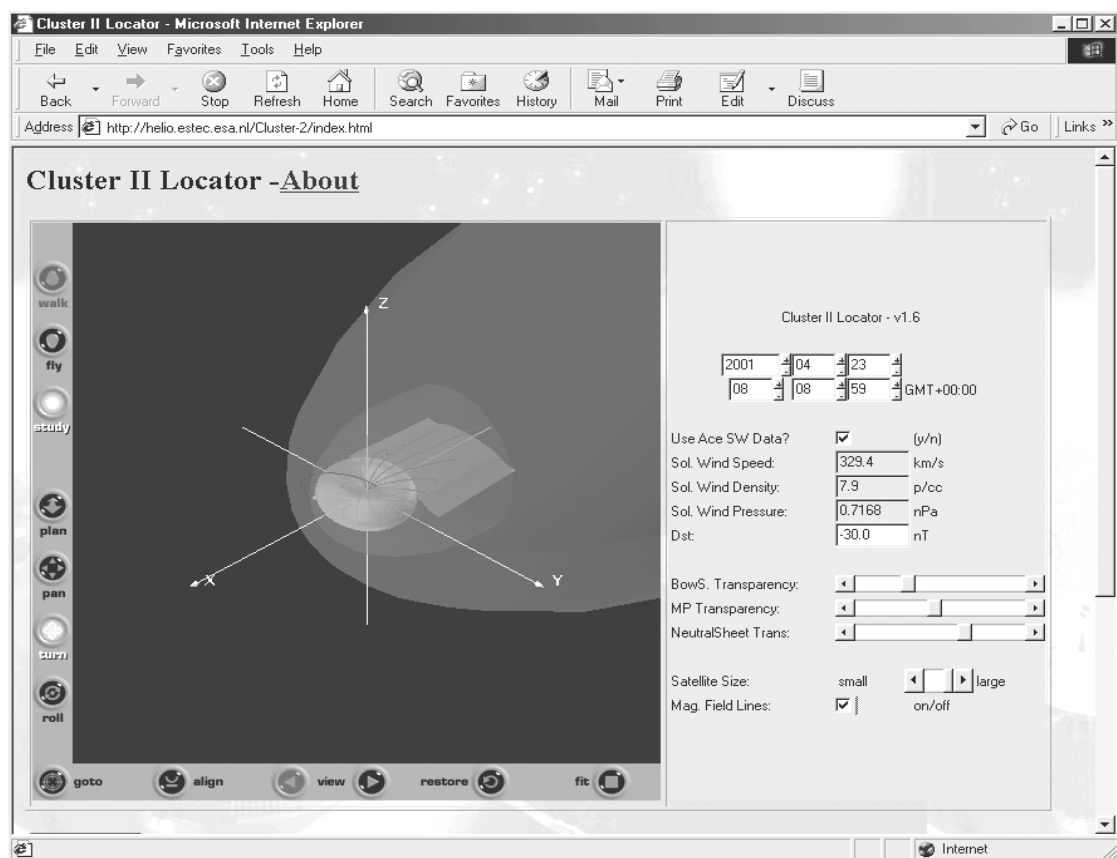 Cluster II Locator - Microsoft Internet Explorer
File Edit View Favorites Tools Help
Back Forward Stop Refresh Home Search Favorites History Mail Print Edit Discuss
Address http://helio.estec.esa.nl/Cluster-2/index.html Go Links »
Cluster II Locator -About
walk
fly
study
plan
pan
turn
roll
goto align view restore fit
Z
X
Y
Cluster II Locator - v1.6
2001 04 23
08 08 59 GMT+00:00
Use Ace SW Data? (y/n)
Sol. Wind Speed: 329.4 km/s
Sol. Wind Density: 7.9 p/cc
Sol. Wind Pressure: 0.7168 nPa
Dst: -30.0 nT
BowS. Transparency:
MP Transparency:
NeutralSheet Trans:
Satellite Size: small large
Mag. Field Lines: on/off
Internet